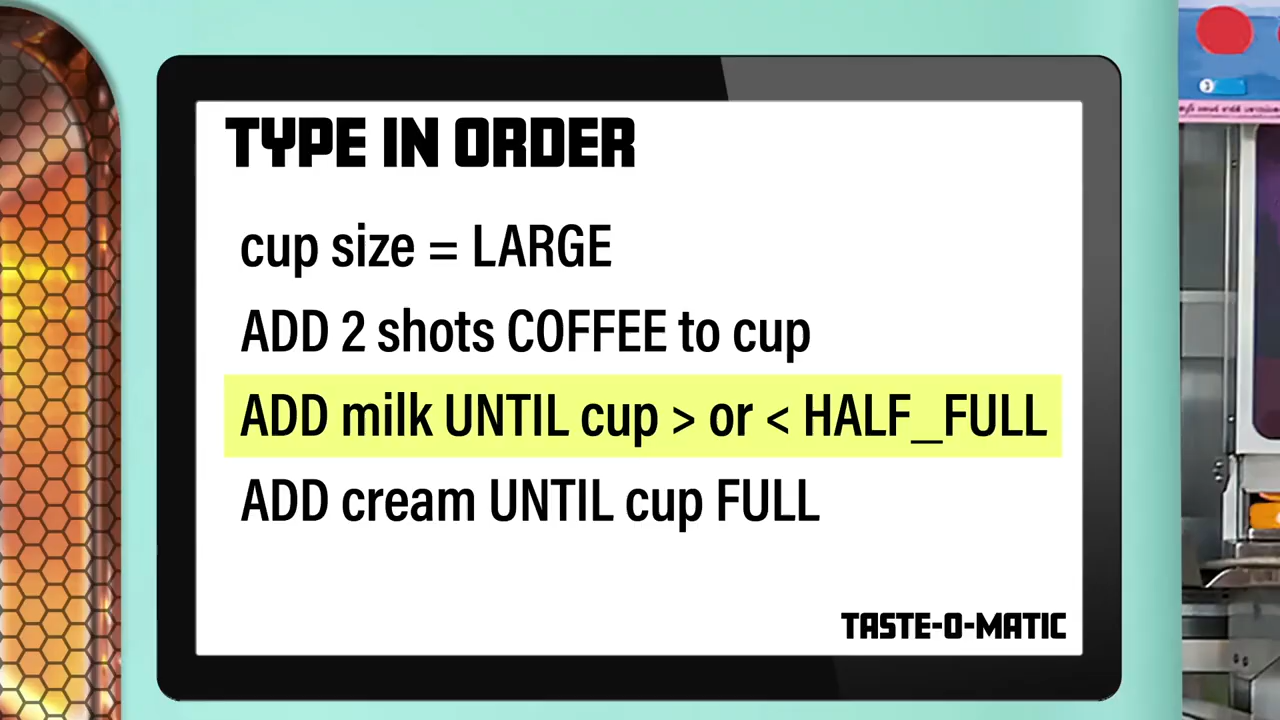 TYPE IN ORDER
cup size = LARGE
ADD 2 shots COFFEE to cup
ADD milk UNTIL cup > or < HALF_FULL
ADD cream UNTIL cup FULL
TASTE-O-MATIC